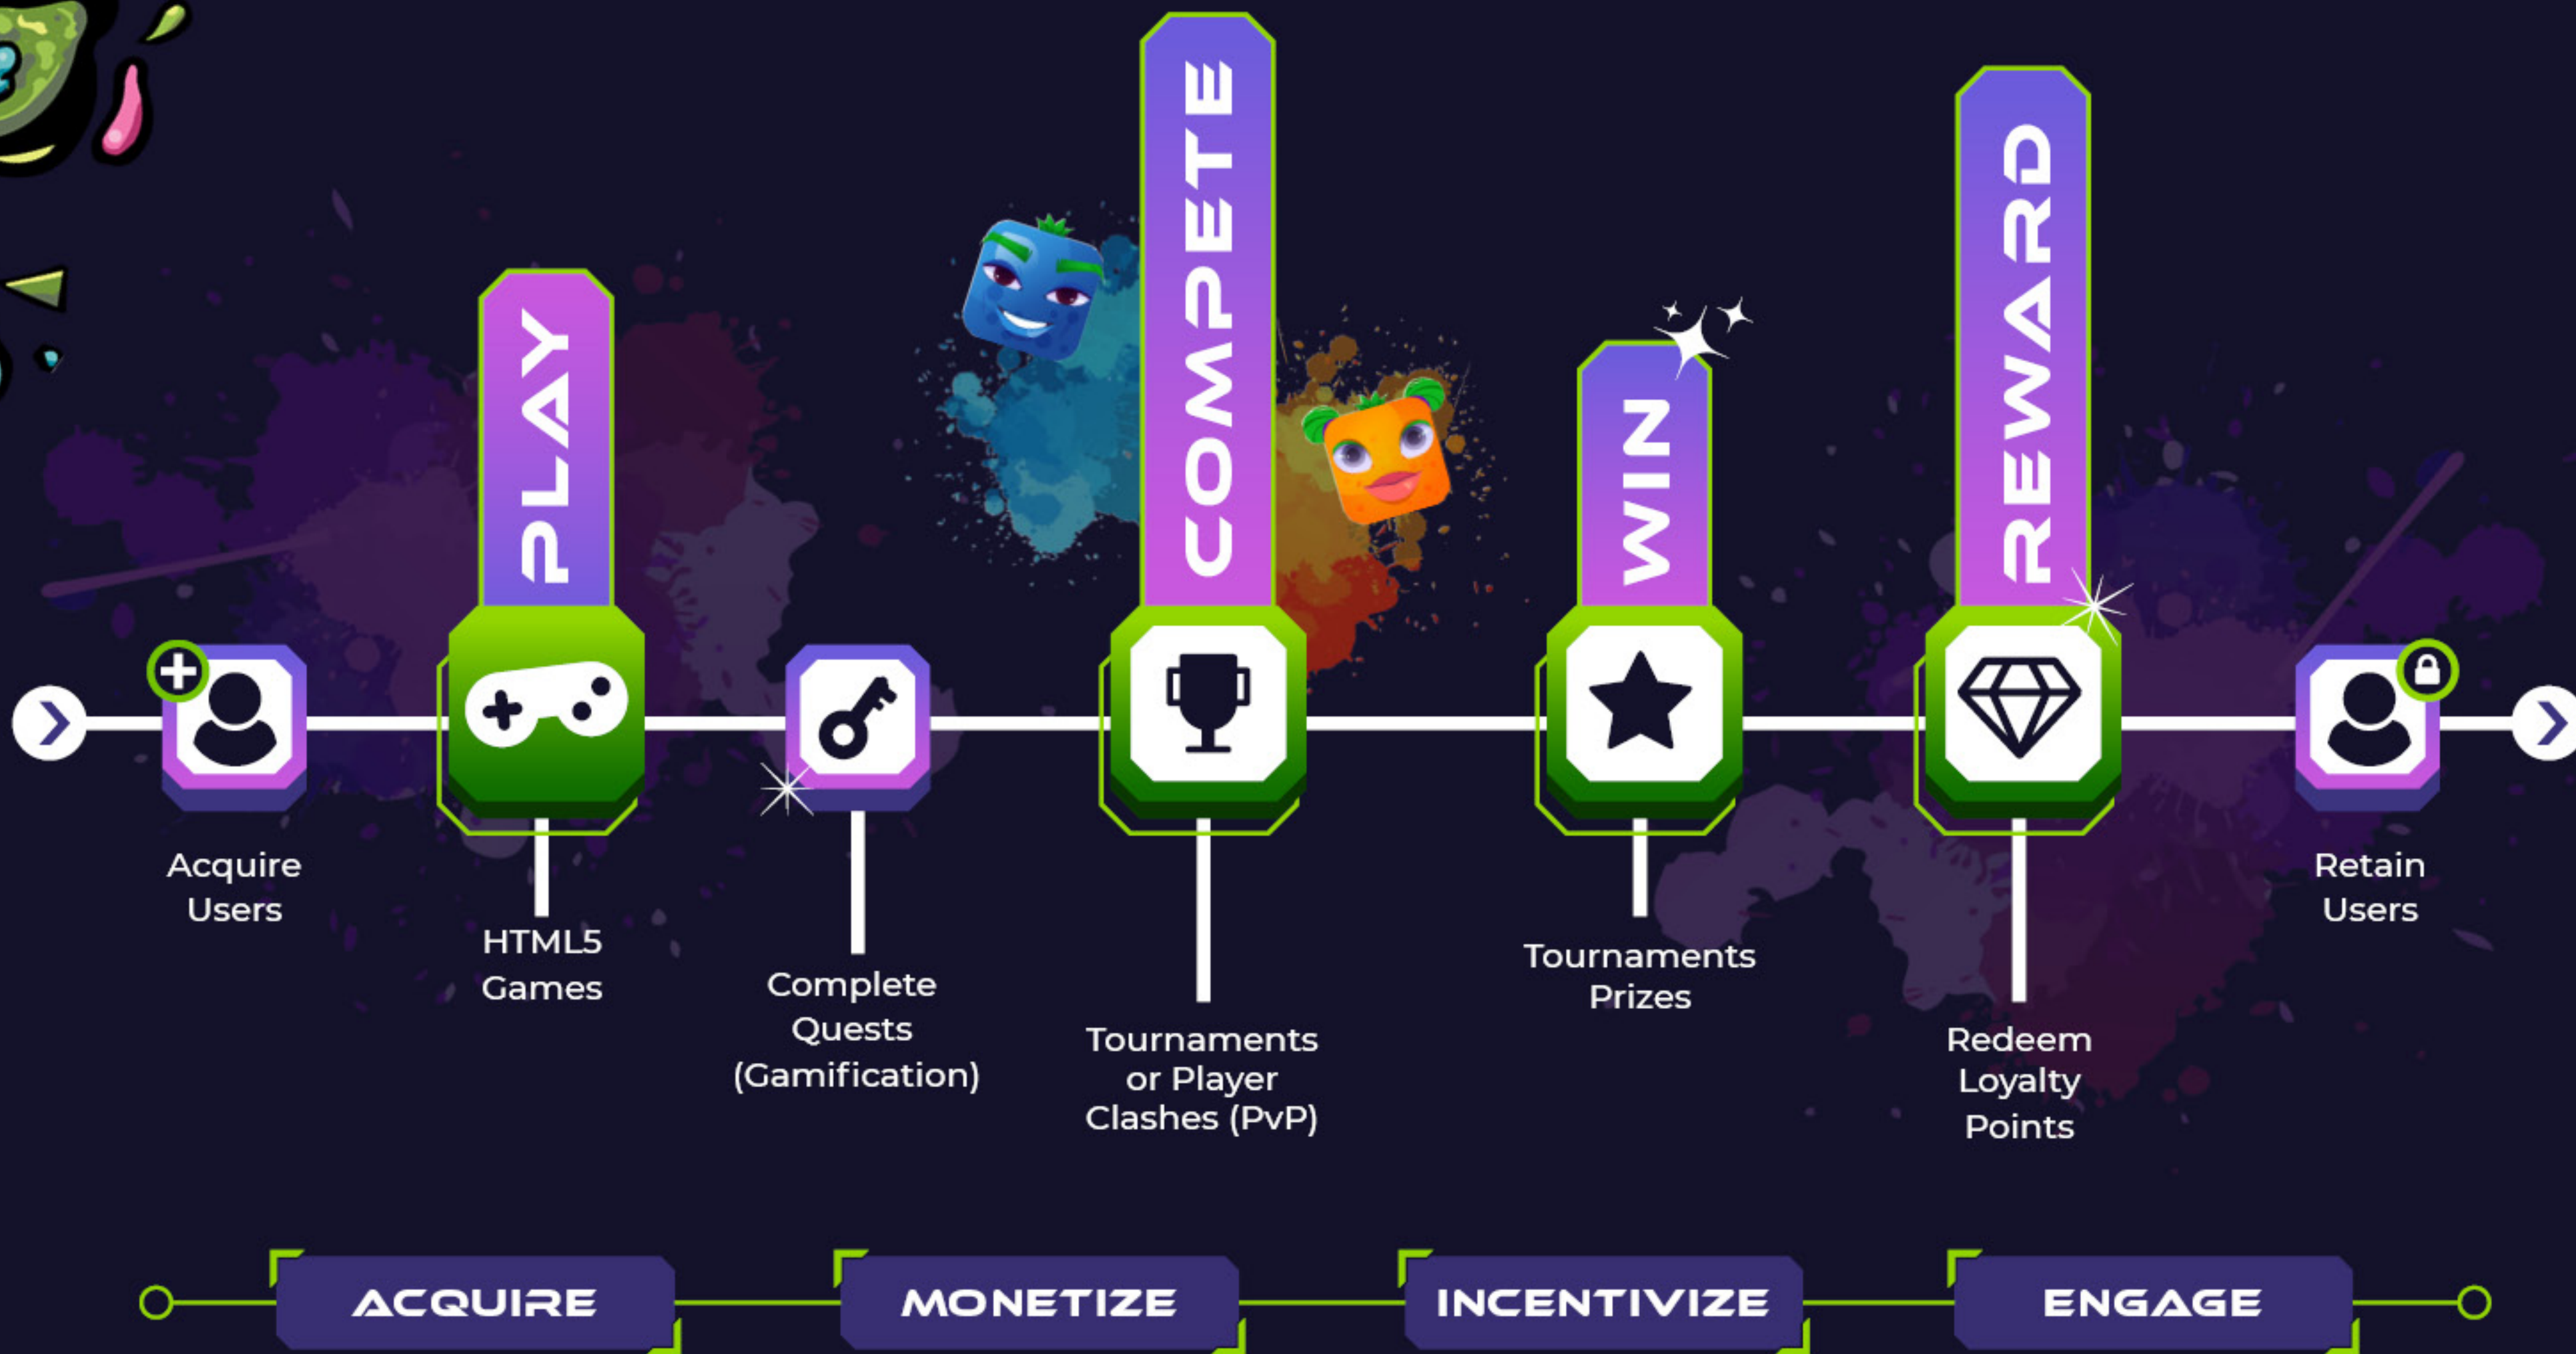 PLAY
COMPETE
WIN
REWARD
Acquire
Users
HTML5
Games
Complete
Quests
(Gamification)
Tournaments
or Player
Clashes (PvP)
Tournaments
Prizes
Redeem
Loyalty
Points
Retain
Users
ACQUIRE
MONETIZE
INCENTIVIZE
ENGAGE